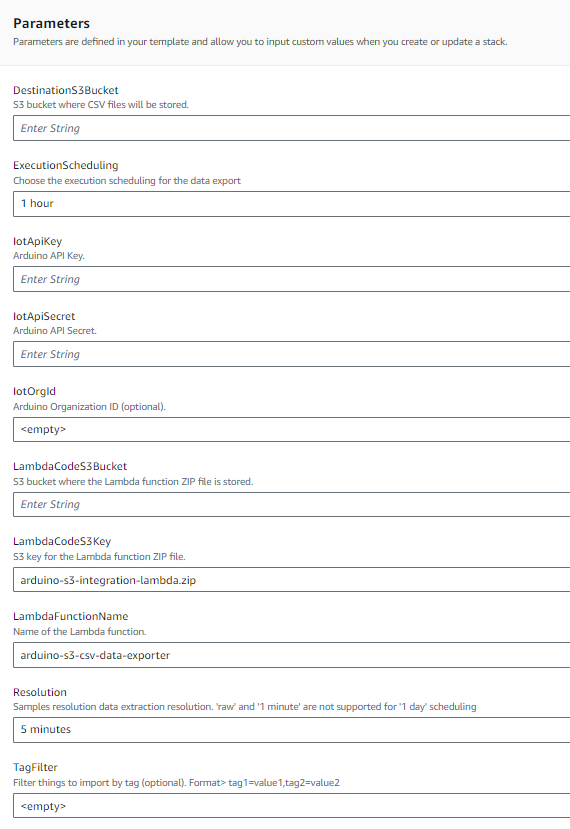 Parameters
Parameters are defined in your template and allow you to input custom values when you create or update a stack.
DestinationS3Bucket
S3 bucket where CSV files will be stored.
Enter String
ExecutionScheduling
Choose the execution scheduling for the data export
1 hour
IotApiKey
Arduino API Key.
Enter String
IotApiSecret
Arduino API Secret.
Enter String
IotOrgId
Arduino Organization ID (optional).
<empty>
LambdaCodeS3Bucket
S3 bucket where the Lambda function ZIP file is stored.
Enter String
LambdaCodeS3Key
S3 key for the Lambda function ZIP file.
arduino-s3-integration-lambda.zip
LambdaFunctionName
Name of the Lambda function.
arduino-s3-csv-data-exporter
Resolution
Samples resolution data extraction resolution. 'raw' and '1 minute' are not supported for '1 day' scheduling
5 minutes
TagFilter
Filter things to import by tag (optional). Format> tag1=value1,tag2=value2
<empty>